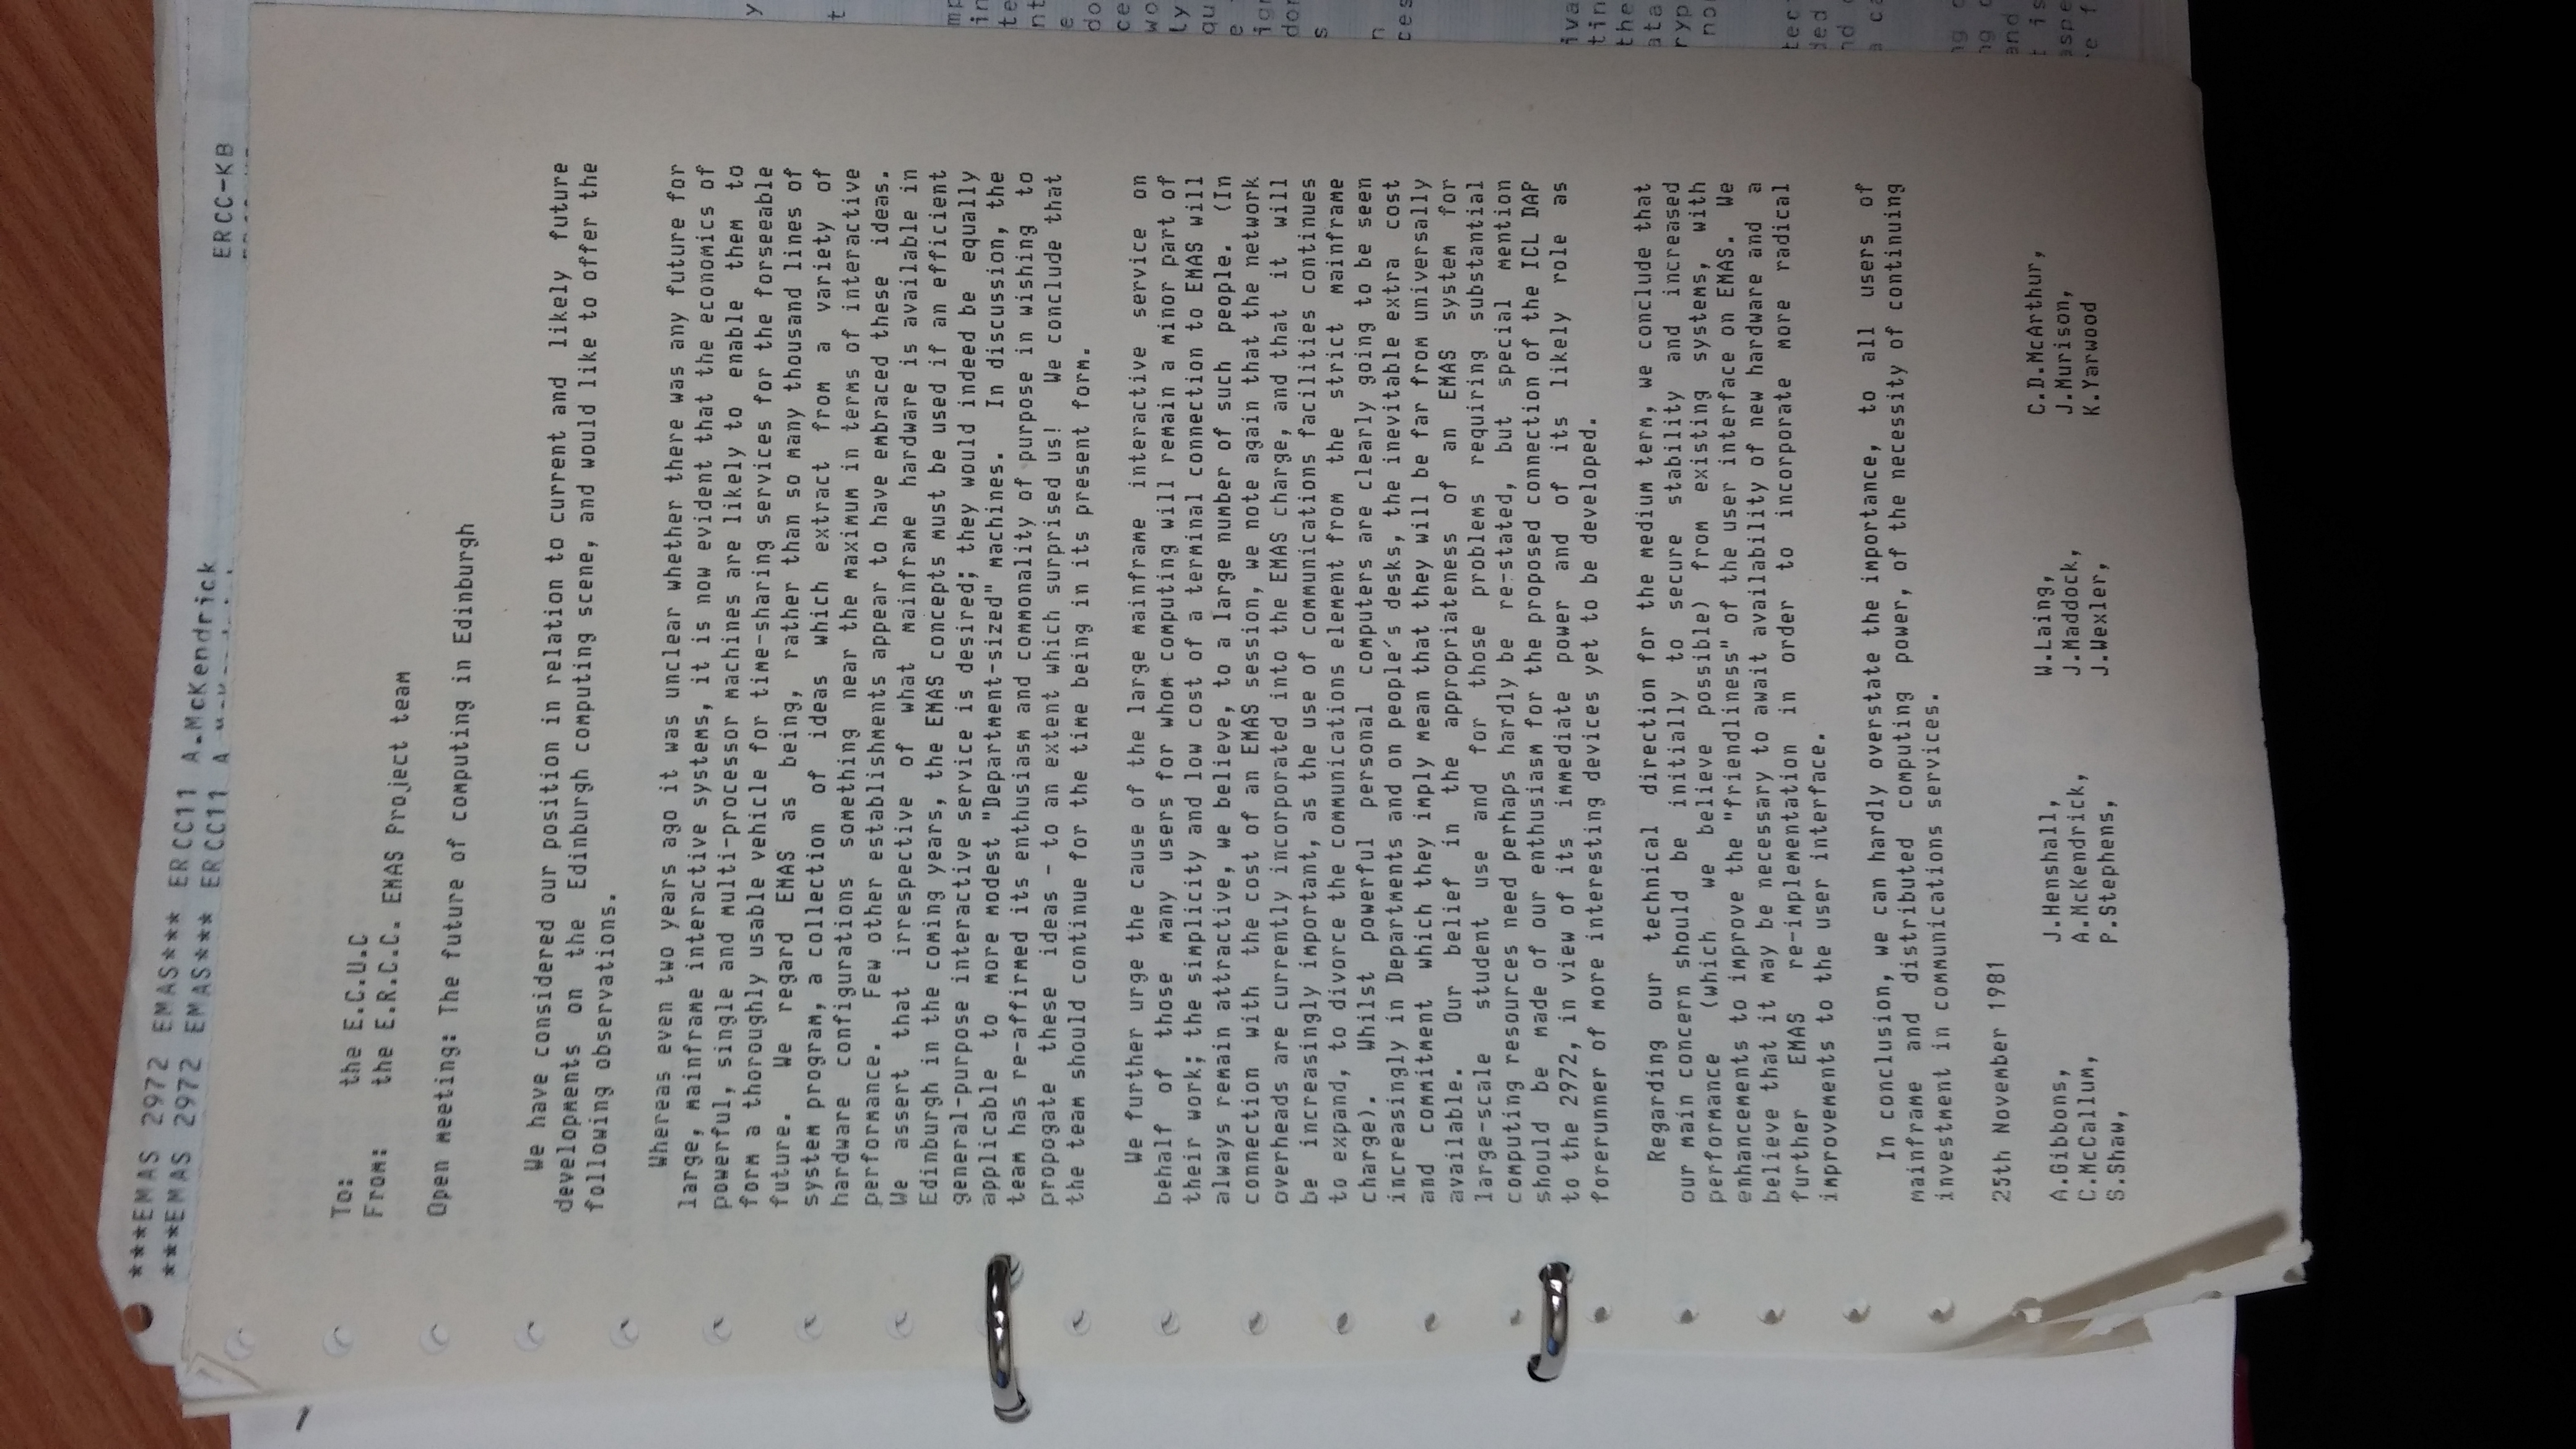 ***EMAS 2972 EMAS*** ERCC11 A.McKendrick ERCC-KB
***EMAS 2972 EMAS*** ERCC11
To: the E.C.U.C
From: the E.R.C.C. EMAS Project team
Open meeting: The future of computing in Edinburgh
We have considered our position in relation to current and likely future
developments on the Edinburgh computing scene, and would like to offer the
following observations.
Whereas even two years ago it was unclear whether there was any future for
large, mainframe interactive systems, it is now evident that the economics of
powerful, single and multi-processor machines are likely to enable them to
form a thoroughly usable vehicle for time-sharing services for the forseeable
future. We regard EMAS as being, rather than so many thousand lines of
system program, a collection of ideas which extract from a variety of
hardware configurations something near the maximum in terms of interactive
performance. Few other establishments appear to have embraced these ideas.
We assert that irrespective of what mainframe hardware is available in
Edinburgh in the coming years, the EMAS concepts must be used if an efficient
general-purpose interactive service is desired; they would indeed be equally
applicable to more modest "Department-sized" machines. In discussion, the
team has re-affirmed its enthusiasm and commonality of purpose in wishing to
propogate these ideas - to an extent which surprised us! We conclude that
the team should continue for the time being in its present form.
We further urge the cause of the large mainframe interactive service on
behalf of those many users for whom computing will remain a minor part of
their work; the simplicity and low cost of a terminal connection to EMAS will
always remain attractive, we believe, to a large number of such people. (In
connection with the cost of an EMAS session, we note again that the network
overheads are currently incorporated into the EMAS charge, and that it will
be increasingly important, as the use of communications facilities continues
to expand, to divorce the communications element from the strict mainframe
charge). Whilst powerful personal computers are clearly going to be seen
increasingly in Departments and on people's desks, the inevitable extra cost
and commitment which they imply mean that they will be far from universally
available. Our belief in the appropriateness of an EMAS system for
large-scale student use and for those problems requiring substantial
computing resources need perhaps hardly be re-stated, but special mention
should be made of our enthusiasm for the proposed connection of the ICL DAP
to the 2972, in view of its immediate power and of its likely role as
forerunner of more interesting devices yet to be developed.
Regarding our technical direction for the medium term, we conclude that
our main concern should be initially to secure stability and increased
performance (which we believe possible) from existing systems, with
enhancements to improve the "friendliness" of the user interface on EMAS. We
believe that it may be necessary to await availability of new hardware and a
further EMAS re-implementation in order to incorporate more radical
improvements to the user interface.
In conclusion, we can hardly overstate the importance, to all users of
mainframe and distributed computing power, of the necessity of continuing
investment in communications services.
25th November 1981
A.Gibbons, J.Henshall, W.Laing, C.D.McArthur,
C.McCallum, A.McKendrick, J.Maddock, J.Murison,
S.Shaw, P.Stephens, J.Wexler, K.Yarwood